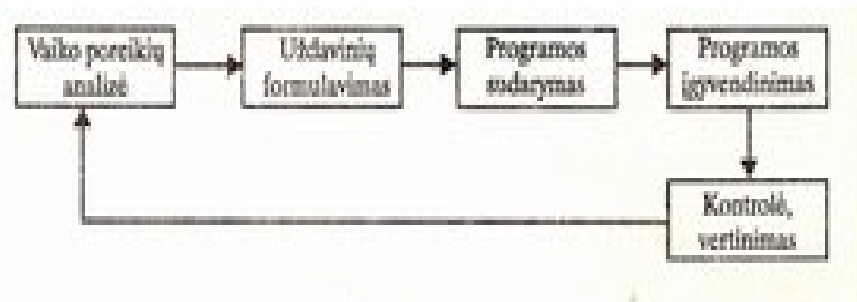 Vaiko poreikių
analizė
Uždavinių
formulavimas
Programos
sudarymas
Programos
įgyvendinimas
Kontrolė,
vertinimas